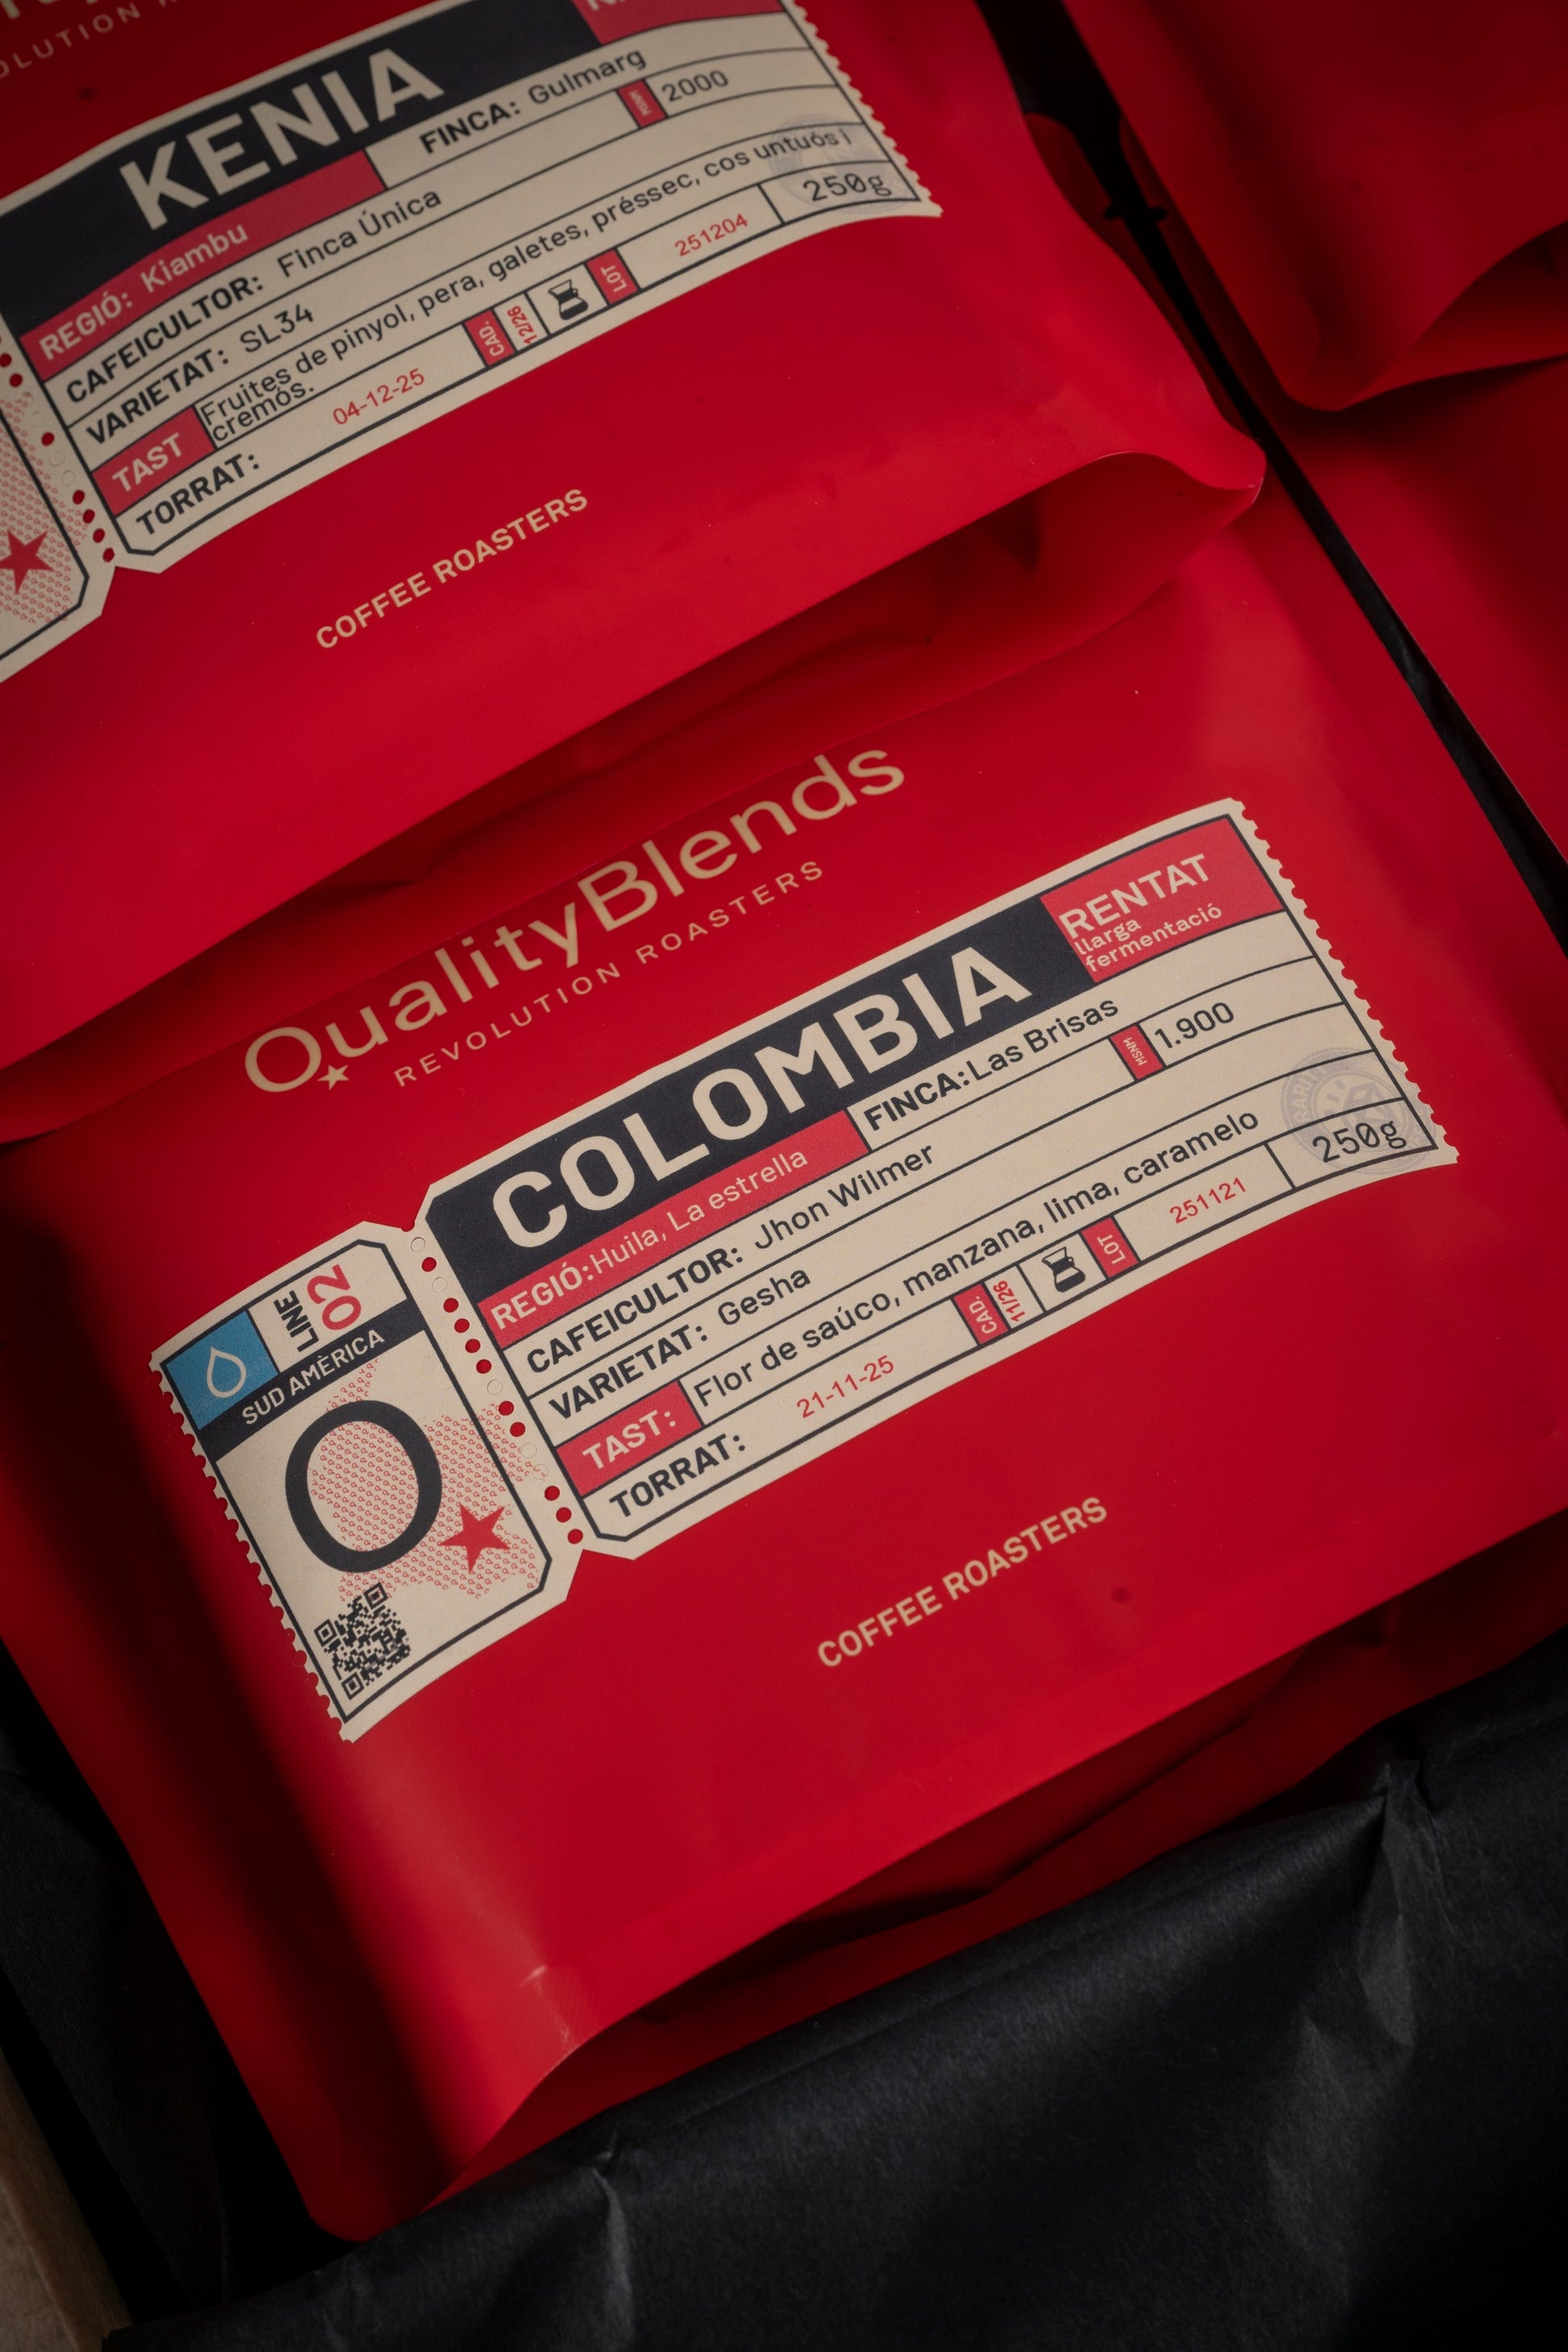 KENIA
REGIÓ: Kiambu
FINCA: Gulmarg
CAFEICULTOR: Finca Única
MSNM 2000
VARIETAT: SL34
TAST Fruites de pinyol, pera, galetes, préssec, cos untuós i
cremós.
TORRAT: 04-12-25 CAD. 12/26 LOT 251204 250g
COFFEE ROASTERS
QualityBlends
REVOLUTION ROASTERS
COLOMBIA
RENTAT
llarga
fermentació
REGIÓ: Huila, La estrella
FINCA: Las Brisas
CAFEICULTOR: Jhon Wilmer
MSNM 1.900
VARIETAT: Gesha
TAST: Flor de saúco, manzana, lima, caramelo
TORRAT: 21-11-25 CAD. 11/26 LOT 251121 250g
LINE
02
SUD AMÈRICA
COFFEE ROASTERS